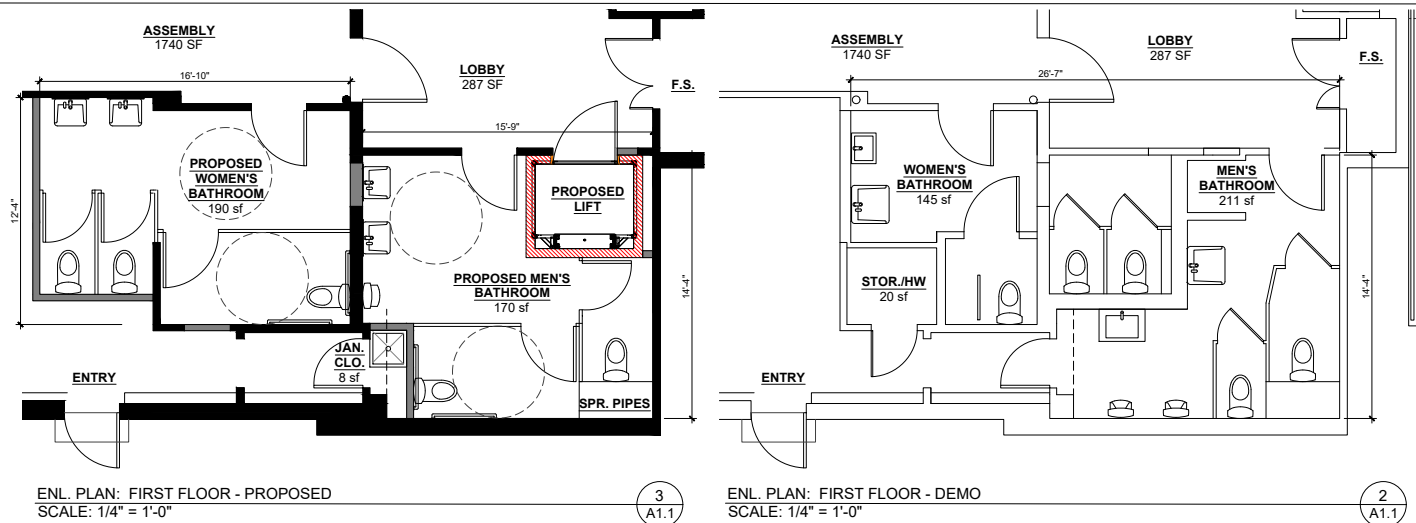 ASSEMBLY
1740 SF
16'-10"
LOBBY
287 SF
F.S.
15'-9"
PROPOSED
WOMEN'S
BATHROOM
190 sf
12'-4"
PROPOSED
LIFT
PROPOSED MEN'S
BATHROOM
170 sf
14'-4"
JAN.
CLO.
8 sf
ENTRY
SPR. PIPES
ENL. PLAN: FIRST FLOOR - PROPOSED
SCALE: 1/4" = 1'-0"
3
A1.1
ASSEMBLY
1740 SF
LOBBY
287 SF
F.S.
26'-7"
WOMEN'S
BATHROOM
145 sf
MEN'S
BATHROOM
211 sf
STOR./HW
20 sf
14'-4"
ENTRY
ENL. PLAN: FIRST FLOOR - DEMO
SCALE: 1/4" = 1'-0"
2
A1.1